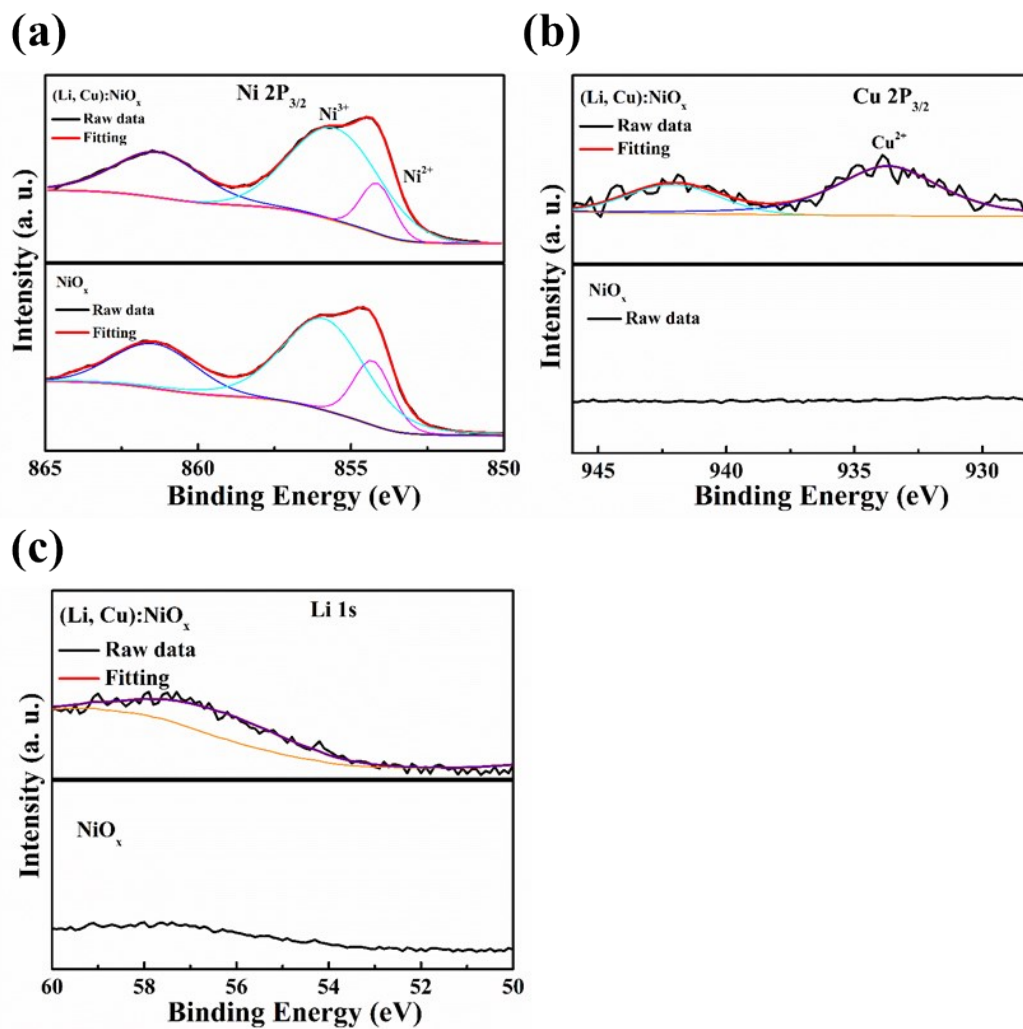 (a)
(Li, Cu):NiOₓ
Raw data
Fitting
Ni 2P₃/₂
Ni³⁺
Ni²⁺
NiOₓ
Raw data
Fitting
Intensity (a. u.)
865 860 854 850
Binding Energy (eV)
(b)
(Li, Cu):NiOₓ
Raw data
Fitting
Cu 2P₃/₂
Cu²⁺
NiOₓ
Raw data
Intensity (a. u.)
945 940 935 930
Binding Energy (eV)
(c)
(Li, Cu):NiOₓ
Raw data
Fitting
Li 1s
NiOₓ
Intensity (a. u.)
60 58 56 54 52 50
Binding Energy (eV)